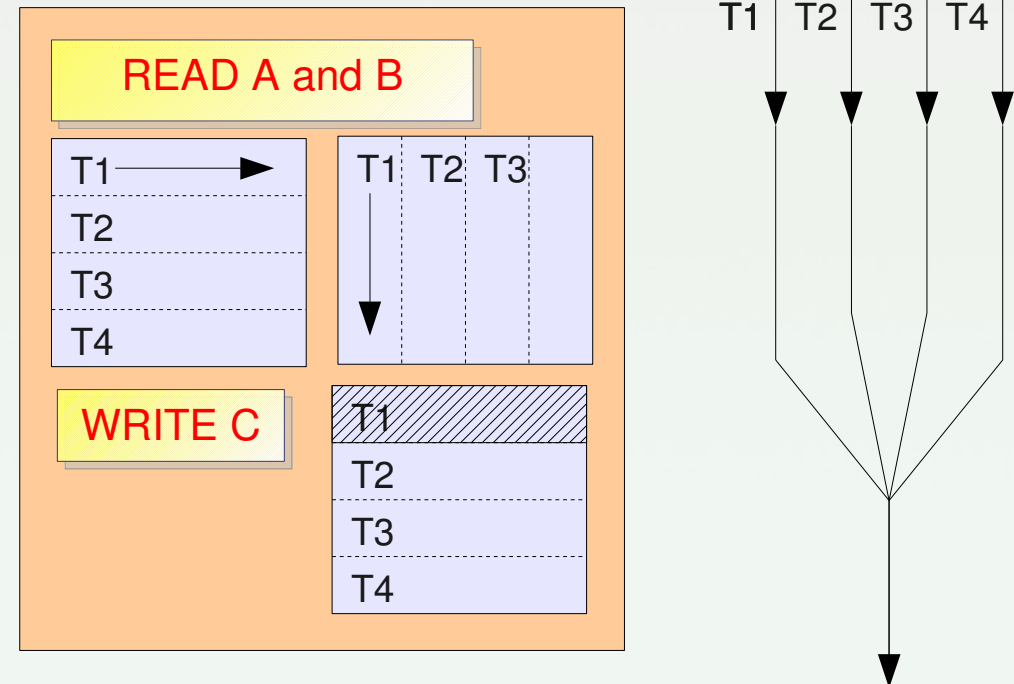 READ A and B
T1
T2
T3
T4
T1 T2 T3
WRITE C
T1
T2
T3
T4
T1 T2 T3 T4